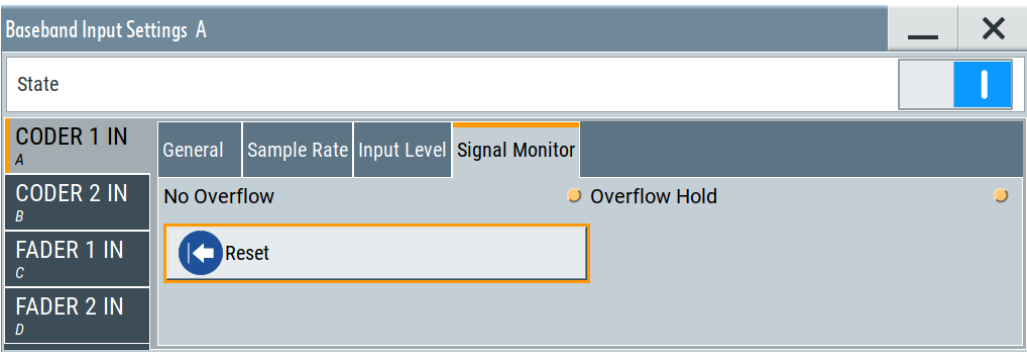 Baseband Input Settings A
State
CODER 1 IN
A
General Sample Rate Input Level Signal Monitor
CODER 2 IN
B
No Overflow Overflow Hold
FADER 1 IN
C
Reset
FADER 2 IN
D